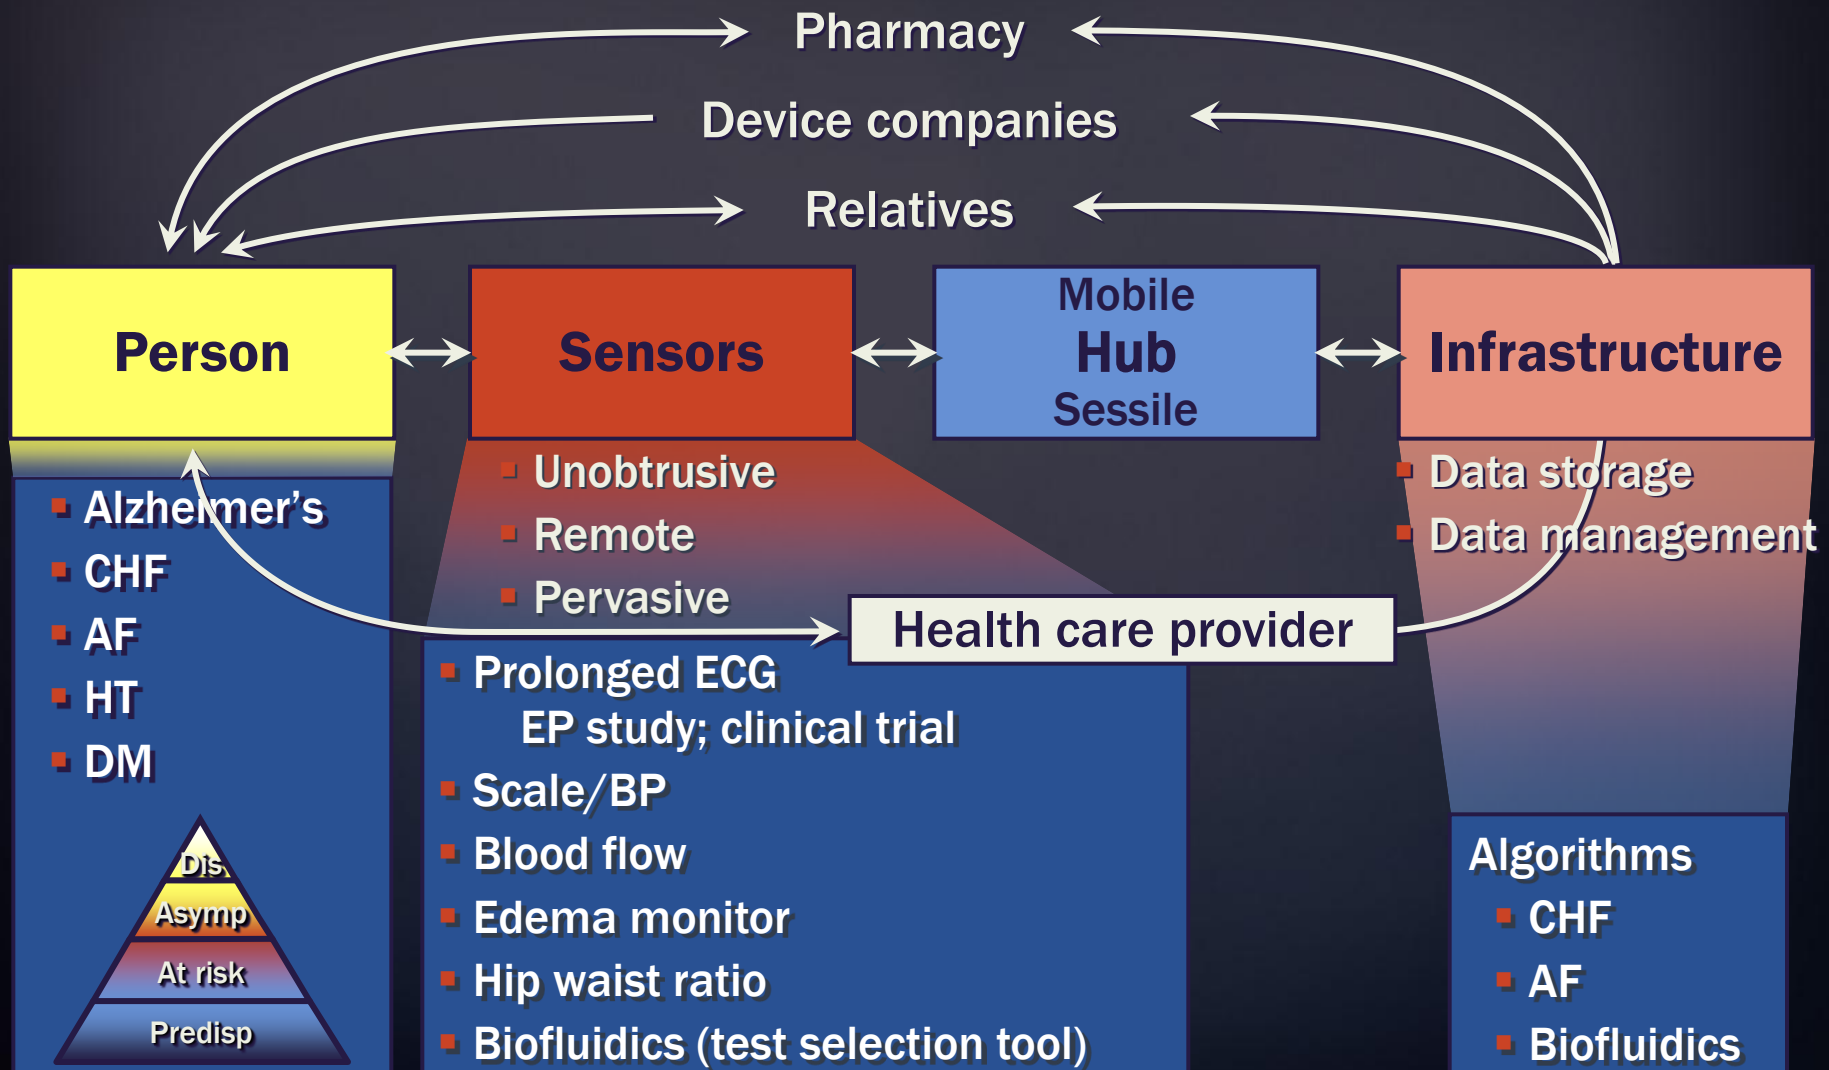 Pharmacy
Device companies
Relatives
Person
Sensors
Mobile
Hub
Sessile
Infrastructure
Alzheimer's
CHF
AF
HT
DM
Dis
Asymp
At risk
Predisp
Unobtrusive
Remote
Pervasive
Health care provider
Prolonged ECG
EP study; clinical trial
Scale/BP
Blood flow
Edema monitor
Hip waist ratio
Biofluidics (test selection tool)
Data storage
Data management
Algorithms
CHF
AF
Biofluidics